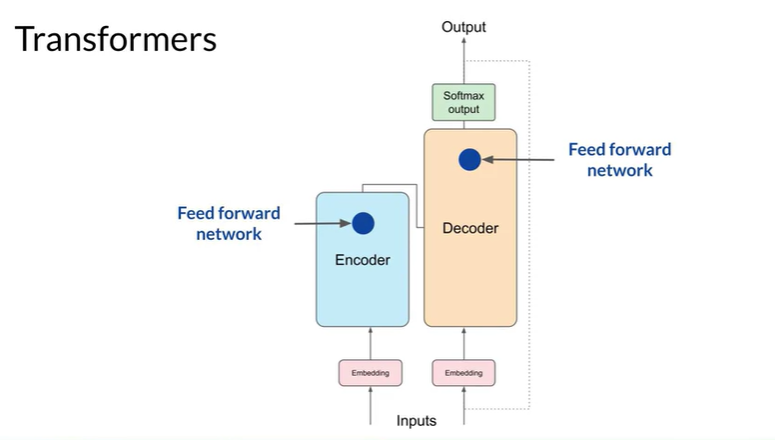 Transformers
Output
Softmax
output
Feed forward
network
Decoder
Feed forward
network
Encoder
Embedding
Embedding
Inputs